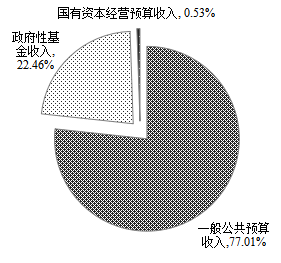 国有资本经营预算收入, 0.53%
政府性基
金收入,
22.46%
一般公共预算
收入,77.01%